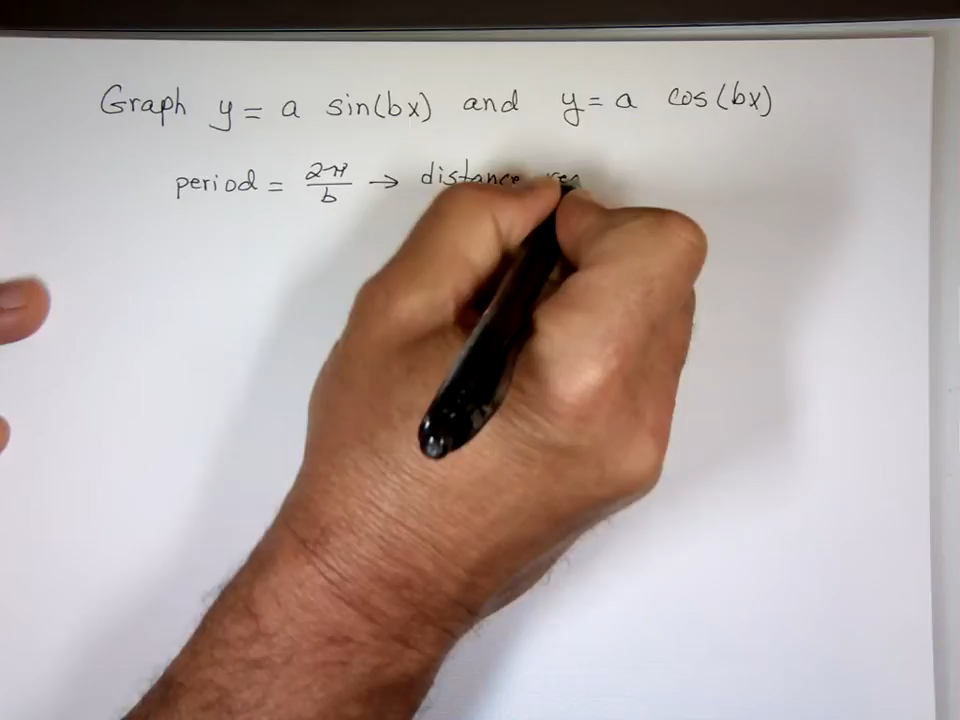 Graph y = a sin(bx) and y = a cos(bx)
period = 2π/b → distance